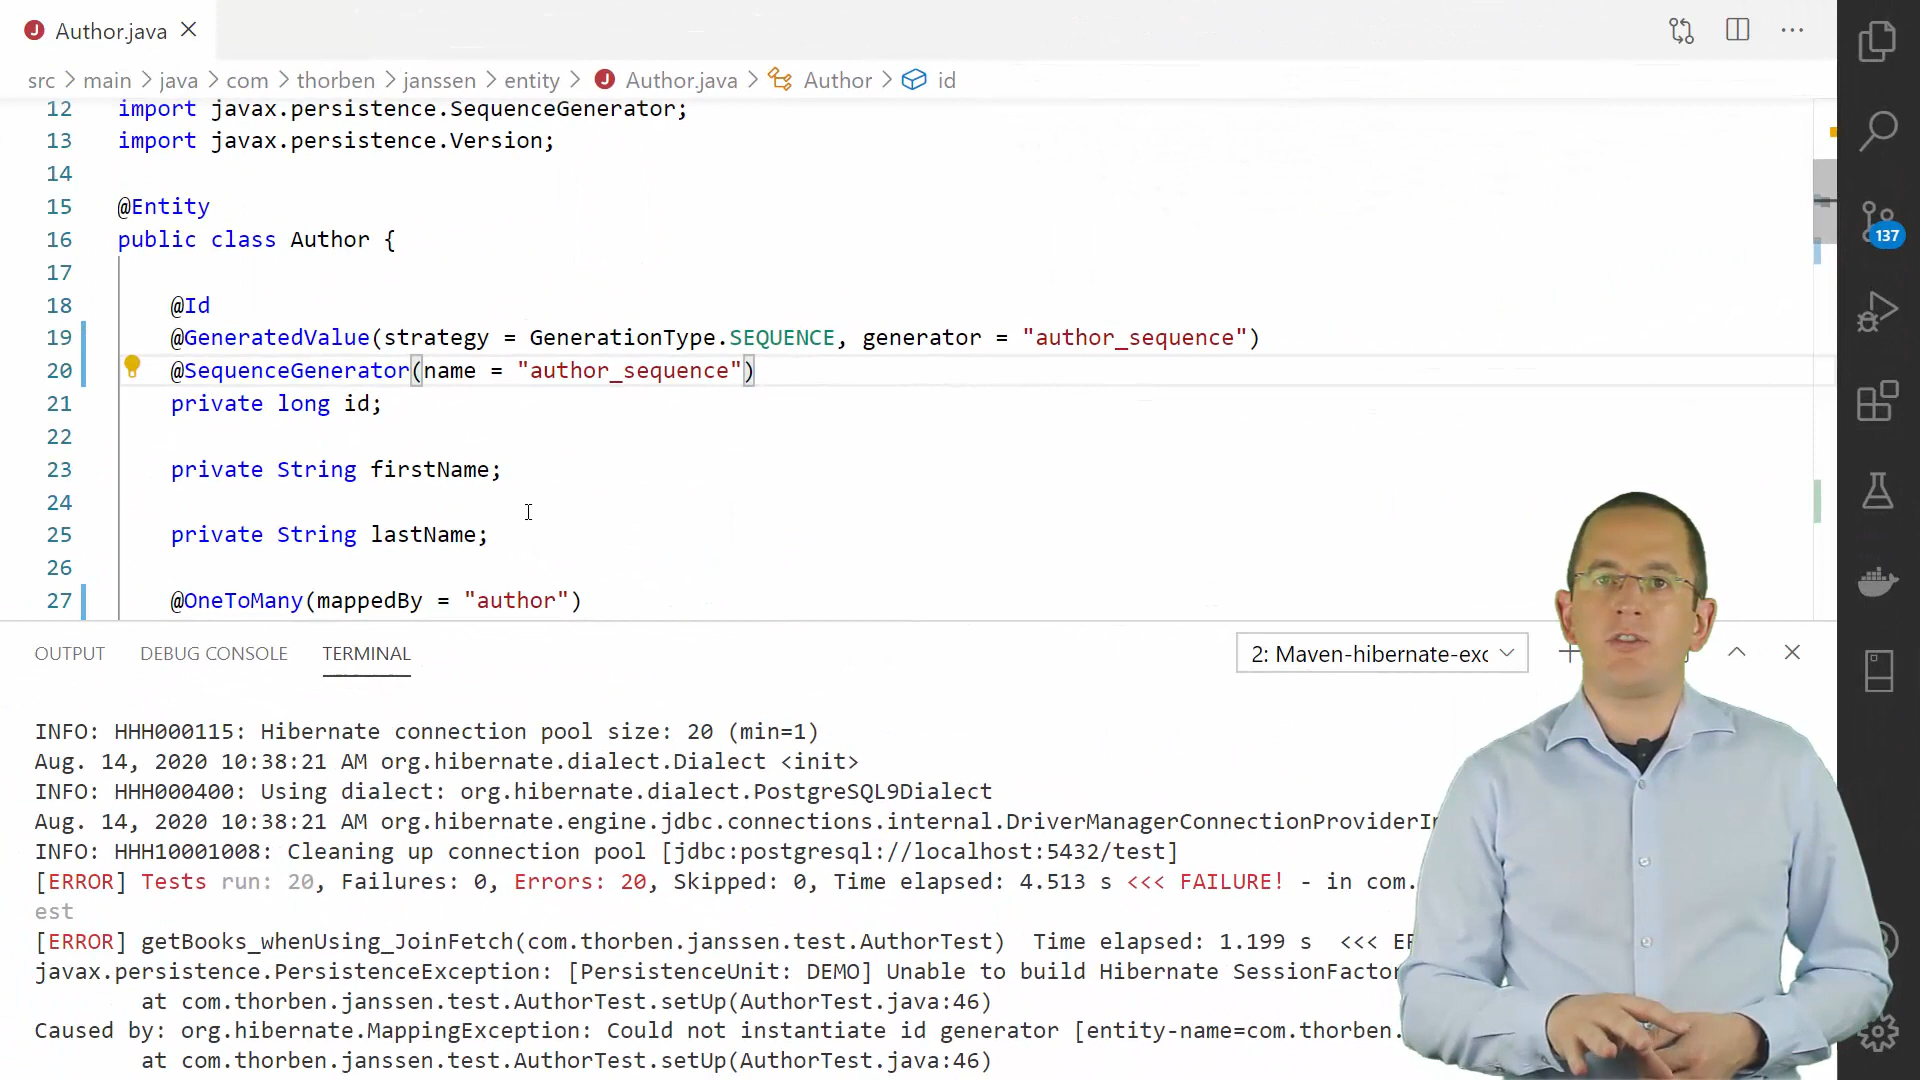 Author.java
src > main > java > com > thorben > janssen > entity > Author.java > Author > id
12 import javax.persistence.SequenceGenerator;
13 import javax.persistence.Version;
14
15 @Entity
16 public class Author {
17
18 @Id
19 @GeneratedValue(strategy = GenerationType.SEQUENCE, generator = "author_sequence")
20 @SequenceGenerator(name = "author_sequence")
21 private long id;
22
23 private String firstName;
24
25 private String lastName;
26
27 @OneToMany(mappedBy = "author")
137
OUTPUT DEBUG CONSOLE TERMINAL 2: Maven-hibernate-exc
INFO: HHH000115: Hibernate connection pool size: 20 (min=1)
Aug. 14, 2020 10:38:21 AM org.hibernate.dialect.Dialect <init>
INFO: HHH000400: Using dialect: org.hibernate.dialect.PostgreSQL9Dialect
Aug. 14, 2020 10:38:21 AM org.hibernate.engine.jdbc.connections.internal.DriverManagerConnectionProviderI
INFO: HHH10001008: Cleaning up connection pool [jdbc:postgresql://localhost:5432/test]
[ERROR] Tests run: 20, Failures: 0, Errors: 20, Skipped: 0, Time elapsed: 4.513 s <<< FAILURE! - in com.
est
[ERROR] getBooks_whenUsing_JoinFetch(com.thorben.janssen.test.AuthorTest) Time elapsed: 1.199 s <<< E
javax.persistence.PersistenceException: [PersistenceUnit: DEMO] Unable to build Hibernate SessionFactor
at com.thorben.janssen.test.AuthorTest.setUp(AuthorTest.java:46)
Caused by: org.hibernate.MappingException: Could not instantiate id generator [entity-name=com.thorben.
at com.thorben.janssen.test.AuthorTest.setUp(AuthorTest.java:46)